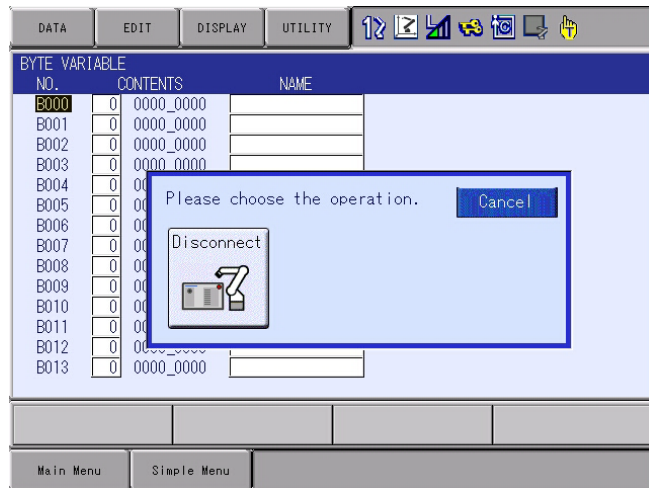 DATA EDIT DISPLAY UTILITY
BYTE VARIABLE
NO. CONTENTS NAME
B000 0 0000_0000
B001 0 0000_0000
B002 0 0000_0000
B003 0 0000_0000
B004 0
B005 0
B006 0
B007 0
B008 0
B009 0
B010 0
B011 0
B012 0
B013 0 0000_0000
Please choose the operation. Cancel
Disconnect
Main Menu Simple Menu